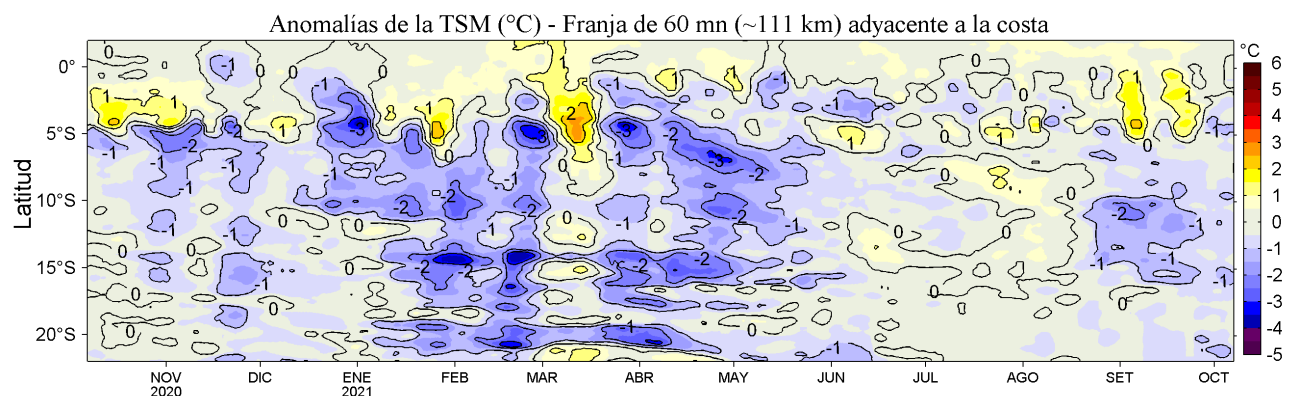 Anomalías de la TSM (°C) - Franja de 60 mn (~111 km) adyacente a la costa
°C
Latitud
0°
5°S
10°S
15°S
20°S
6
5
4
3
2
1
0
-1
-2
-3
-4
-5
NOV DIC ENE FEB MAR ABR MAY JUN JUL AGO SET OCT
2020 2021